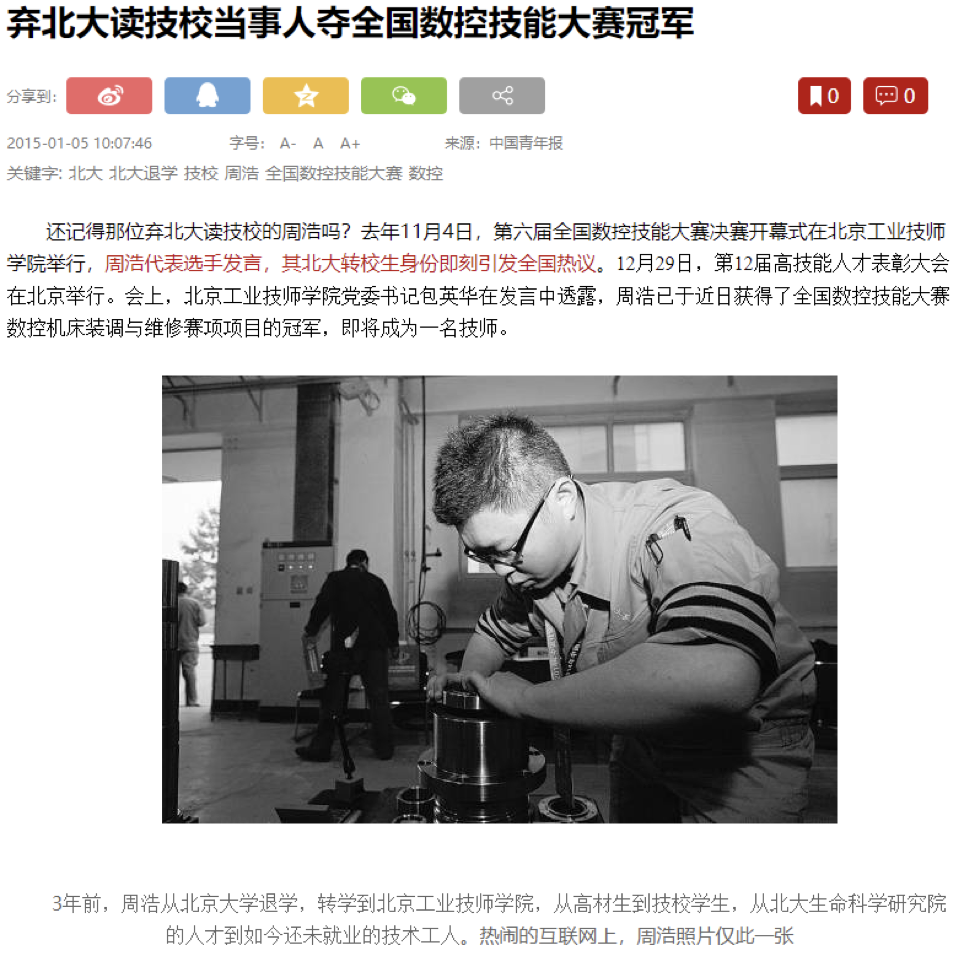 弃北大读技校当事人夺全国数控技能大赛冠军
分享到: 0 0
2015-01-05 10:07:46 字号: A- A A+ 来源: 中国青年报
关键字: 北大 北大退学 技校 周浩 全国数控技能大赛 数控
还记得那位弃北大读技校的周浩吗？去年11月4日，第六届全国数控技能大赛决赛开幕式在北京工业技师
学院举行，周浩代表选手发言，其北大转校生身份即刻引发全国热议。12月29日，第12届高技能人才表彰大会
在北京举行。会上，北京工业技师学院党委书记包英华在发言中透露，周浩已于近日获得了全国数控技能大赛
数控机床装调与维修赛项项目的冠军，即将成为一名技师。
3年前，周浩从北京大学退学，转学到北京工业技师学院，从高材生到技校学生，从北大生命科学研究院
的人才到如今还未就业的技术工人。热闹的互联网上，周浩照片仅此一张